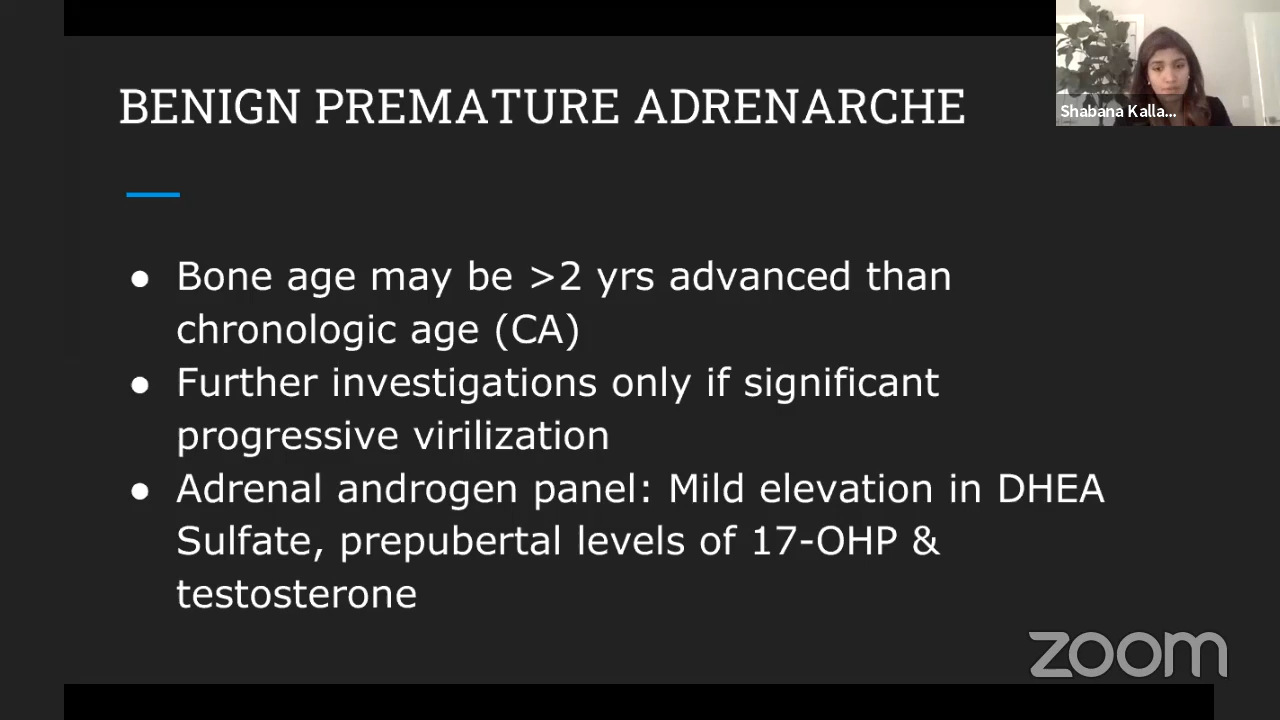 BENIGN PREMATURE ADRENARCHE
Shabana Kalla...
● Bone age may be >2 yrs advanced than
chronologic age (CA)
● Further investigations only if significant
progressive virilization
● Adrenal androgen panel: Mild elevation in DHEA
Sulfate, prepubertal levels of 17-OHP &
testosterone
zoom